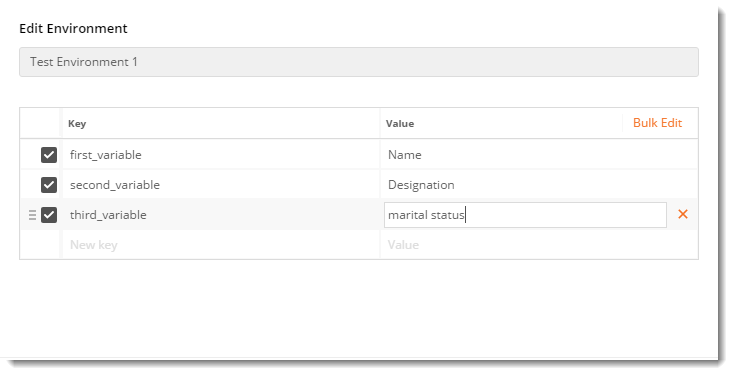 Edit Environment
Test Environment 1
Key Value Bulk Edit
first_variable Name
second_variable Designation
third_variable marital status
New key Value